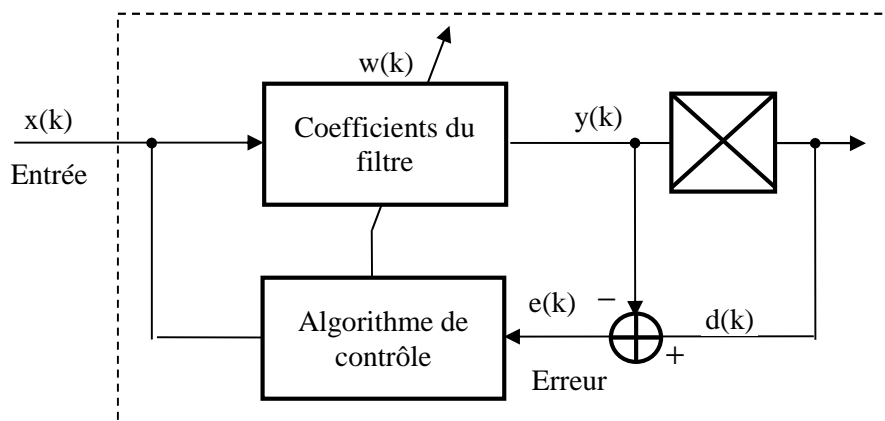 w(k)
x(k)
Coefficients du
filtre
y(k)
Entrée
e(k)
−
d(k)
Algorithme de
contrôle
+
Erreur